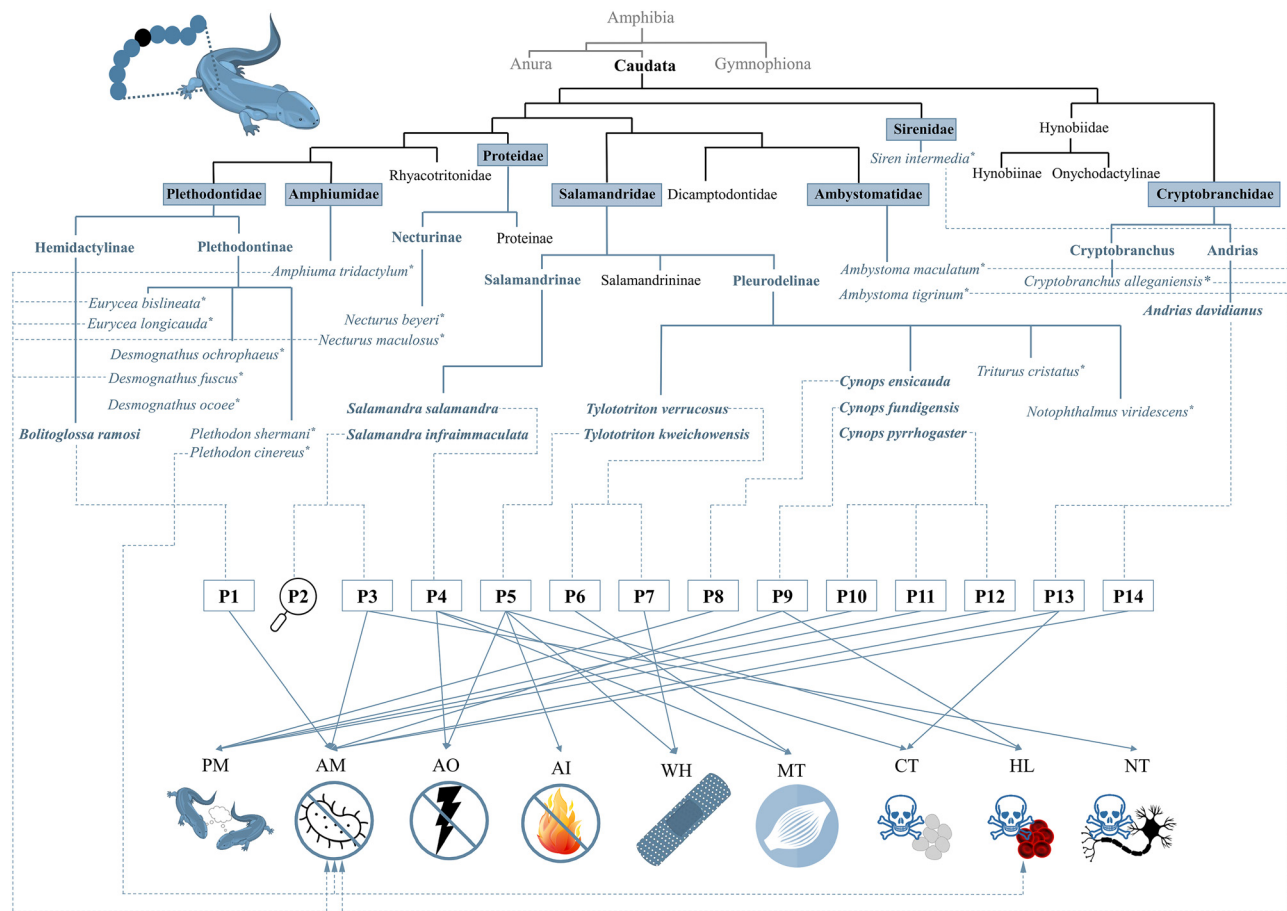 Amphibia
Anura
Caudata
Gymnophiona
Sirenidae
Hynobiidae
Proteidae
Siren intermedia*
Rhyacotritonidae
Hynobiinae
Onychodactylinae
Plethodontidae
Amphiumidae
Salamandridae
Dicamptodontidae
Ambystomatidae
Cryptobranchidae
Hemidactylinae
Plethodontinae
Necturinae
Proteinae
Cryptobranchus
Andrias
Amphiuma tridactylum*
Salamandrinae
Salamandrininae
Pleurodelinae
Ambystoma maculatum*
Cryptobranchus alleganiensis*
Ambystoma tigrinum*
Eurycea bislineata*
Andrias davidianus
Eurycea longicauda*
Necturus beyeri*
Necturus maculosus*
Desmognathus ochrophaeus*
Desmognathus fuscus*
Triturus cristatus*
Cynops ensicauda
Desmognathus ocoee*
Salamandra salamandra
Tylototriton verrucosus
Cynops fundigensis
Notophthalmus viridescens*
Bolitoglossa ramosi
Plethodon shermani*
Salamandra infraimmaculata
Tylototriton kweichowensis
Cynops pyrrhogaster
Plethodon cinereus*
P1
P2
P3
P4
P5
P6
P7
P8
P9
P10
P11
P12
P13
P14
PM
AM
AO
AI
WH
MT
CT
HL
NT